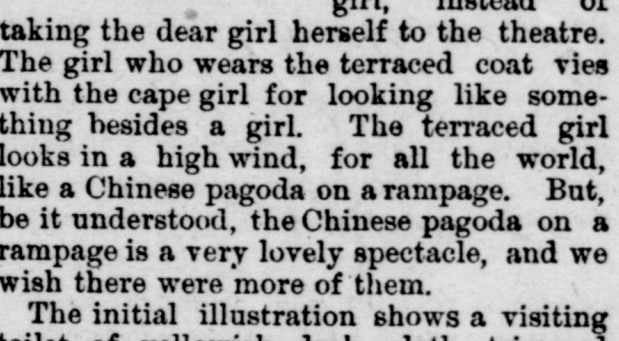 girl, instead of
taking the dear girl herself to the theatre.
The girl who wears the terraced coat vies
with the cape girl for looking like some-
thing besides a girl. The terraced girl
looks in a high wind, for all the world,
like a Chinese pagoda on a rampage. But,
be it understood, the Chinese pagoda on a
rampage is a very lovely spectacle, and we
wish there were more of them.
The initial illustration shows a visiting